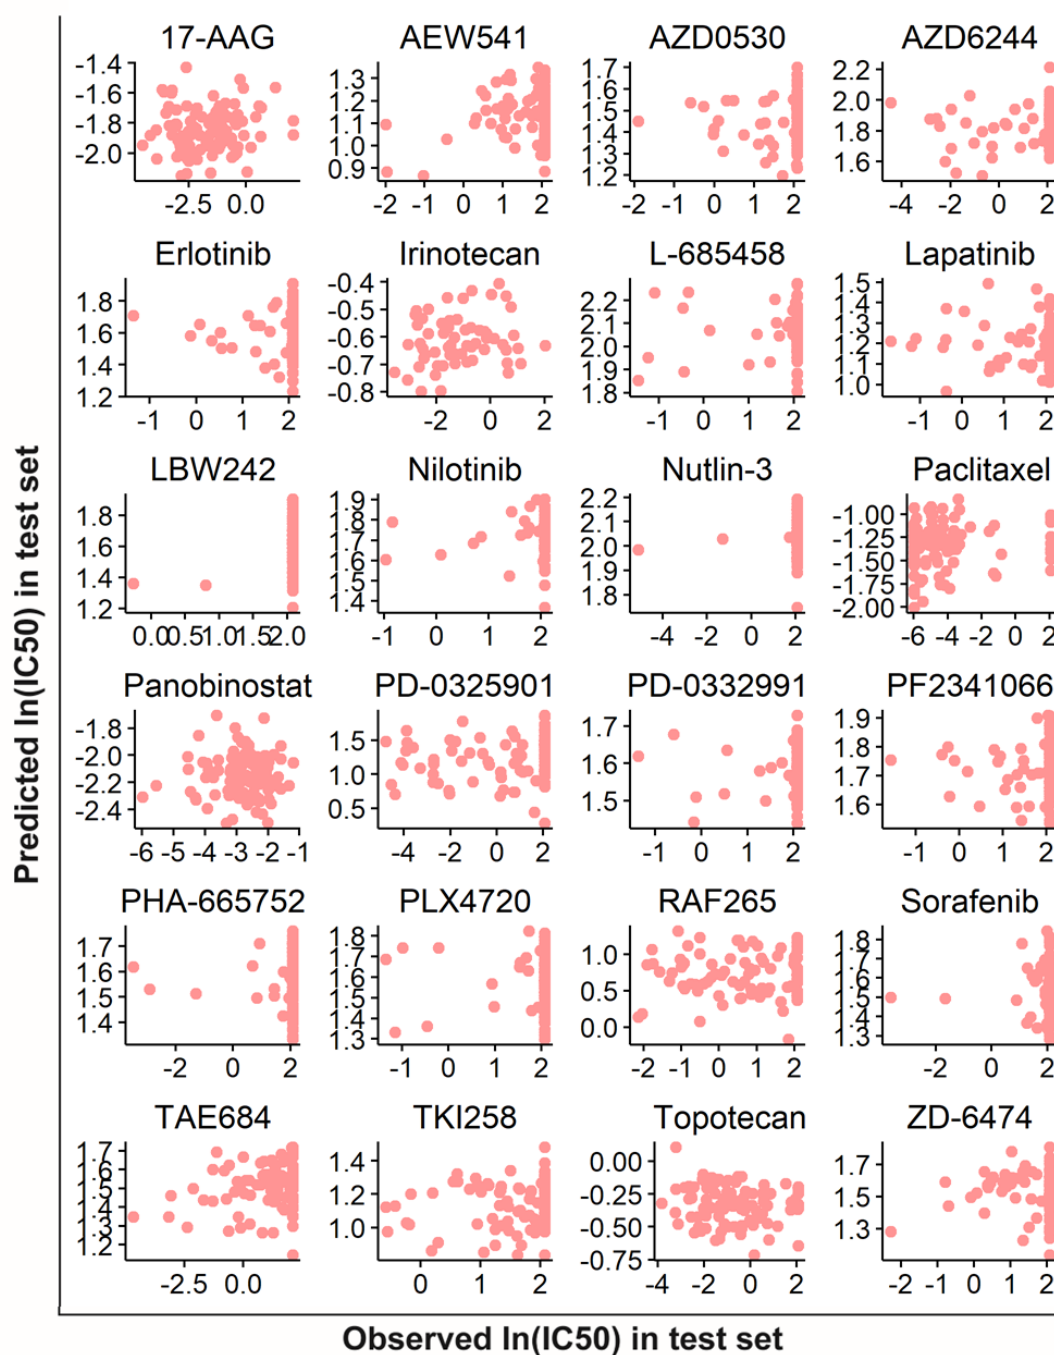 17-AAG AEW541 AZD0530 AZD6244
-1.4 -1.6 -1.8 -2.0
-2.5 0.0
1.3 1.2 1.1 1.0 0.9
-2 -1 0 1 2
1.7 1.6 1.5 1.4 1.3 1.2
-2 -1 0 1 2
2.2 2.0 1.8 1.6
-4 -2 0 2
Erlotinib Irinotecan L-685458 Lapatinib
1.8 1.6 1.4 1.2
-1 0 1 2
-0.4 -0.5 -0.6 -0.7 -0.8
-2 0 2
2.2 2.1 2.0 1.9 1.8
-1 0 1 2
1.5 1.4 1.3 1.2 1.1 1.0
-1 0 1 2
LBW242 Nilotinib Nutlin-3 Paclitaxel
1.8 1.6 1.4 1.2
0.0 0.5 1.0 1.5 2.0
1.9 1.8 1.7 1.6 1.5 1.4
-1 0 1 2
2.2 2.1 2.0 1.9 1.8
-4 -2 0 2
-1.00 -1.25 -1.50 -1.75 -2.00
-6 -4 -2 0 2
Panobinostat PD-0325901 PD-0332991 PF2341066
-1.8 -2.0 -2.2 -2.4
-6 -5 -4 -3 -2 -1
1.5 1.0 0.5
-4 -2 0 2
1.7 1.6 1.5
-1 0 1 2
1.9 1.8 1.7 1.6
-1 0 1 2
PHA-665752 PLX4720 RAF265 Sorafenib
1.7 1.6 1.5 1.4
-2 0 2
1.8 1.7 1.6 1.5 1.4 1.3
-1 0 1 2
1.0 0.5 0.0
-2 -1 0 1 2
1.8 1.7 1.6 1.5 1.4 1.3
-2 0 2
TAE684 TKI258 Topotecan ZD-6474
1.7 1.6 1.5 1.4 1.3 1.2
-2.5 0.0
1.4 1.2 1.0
0 1 2
0.00 -0.25 -0.50 -0.75
-4 -2 0 2
1.7 1.5 1.3
-2 -1 0 1 2
Predicted ln(IC50) in test set
Observed ln(IC50) in test set